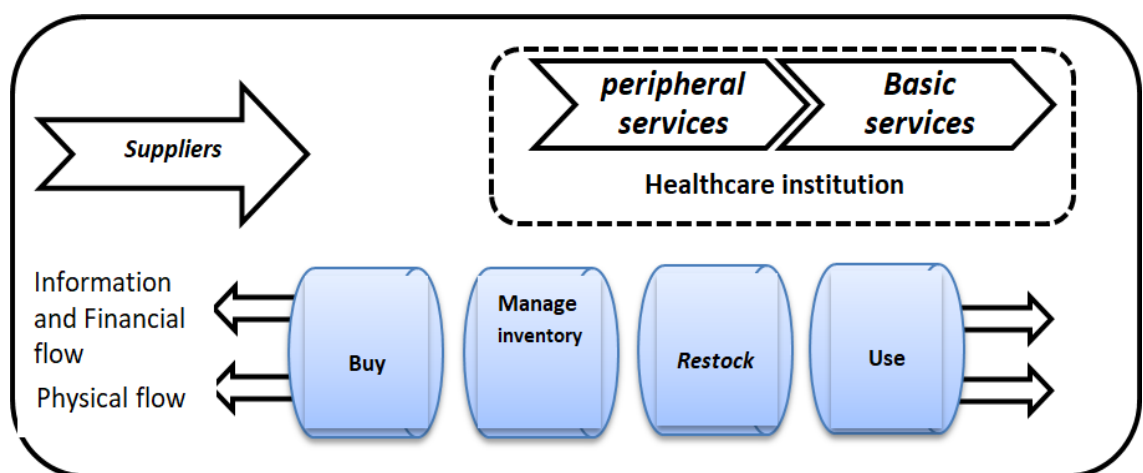 Suppliers
peripheral
services
Basic
services
Healthcare institution
Information
and Financial
flow
Physical flow
Buy
Manage
inventory
Restock
Use